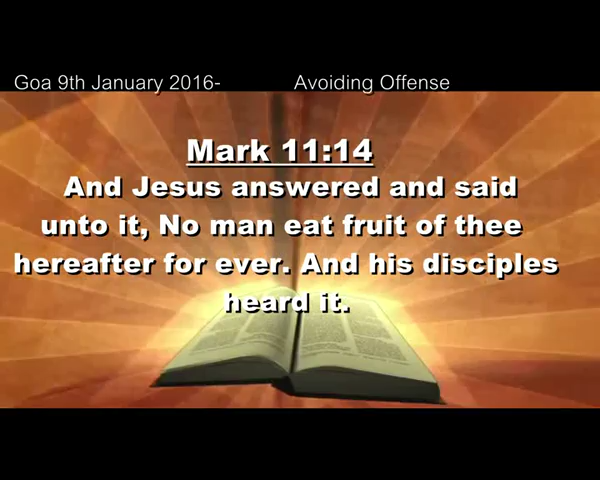 Goa 9th January 2016- Avoiding Offense
Mark 11:14
And Jesus answered and said
unto it, No man eat fruit of thee
hereafter for ever. And his disciples
heard it.